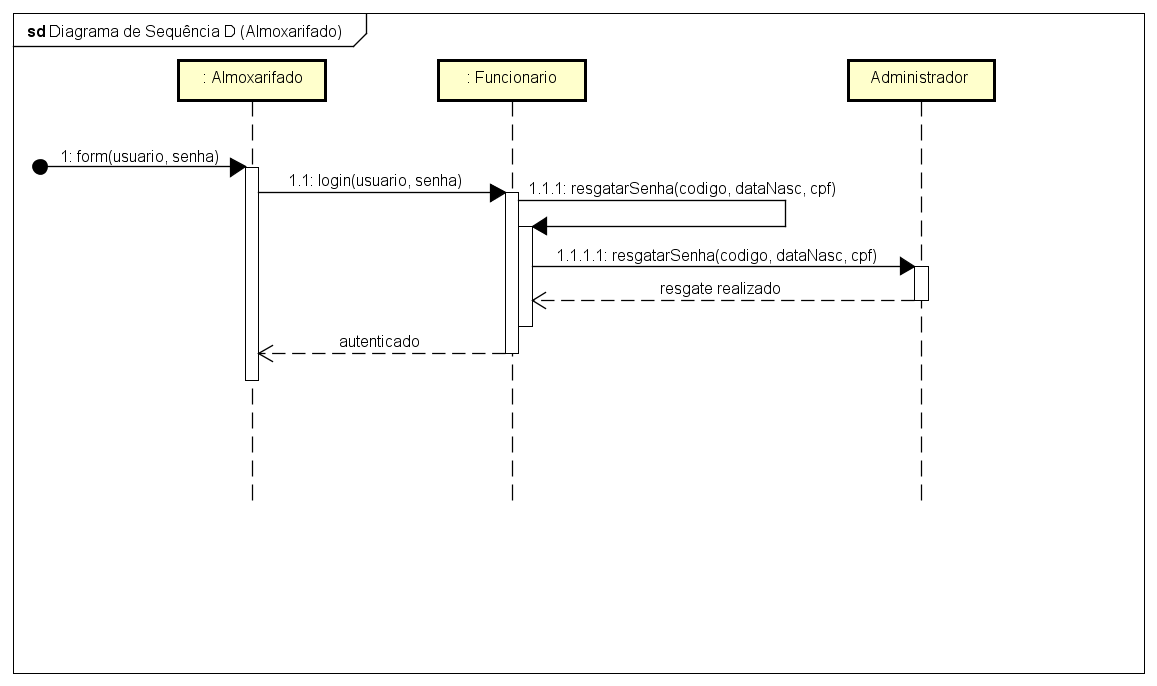 sd Diagrama de Sequência D (Almoxarifado)
: Almoxarifado
: Funcionario
Administrador
1: form(usuario, senha)
1.1: login(usuario, senha)
1.1.1: resgatarSenha(codigo, dataNasc, cpf)
1.1.1.1: resgatarSenha(codigo, dataNasc, cpf)
resgate realizado
autenticado